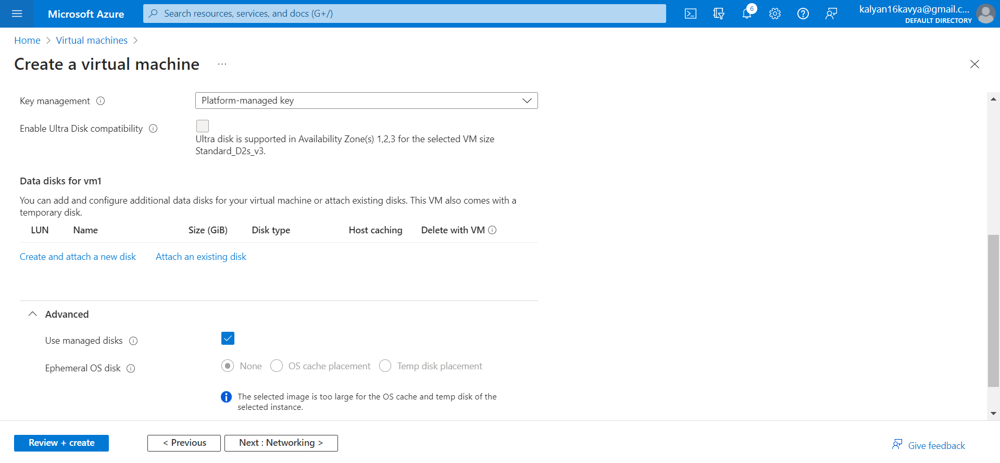 Microsoft Azure
Search resources, services, and docs (G+/)
6
kalyan16kavya@gmail.c...
DEFAULT DIRECTORY
Home > Virtual machines >
Create a virtual machine ...
Key management
Platform-managed key
Enable Ultra Disk compatibility
Ultra disk is supported in Availability Zone(s) 1,2,3 for the selected VM size
Standard_D2s_v3.
Data disks for vm1
You can add and configure additional data disks for your virtual machine or attach existing disks. This VM also comes with a
temporary disk.
LUN Name Size (GiB) Disk type Host caching Delete with VM
Create and attach a new disk Attach an existing disk
Advanced
Use managed disks
Ephemeral OS disk
None OS cache placement Temp disk placement
The selected image is too large for the OS cache and temp disk of the
selected instance.
Review + create < Previous Next : Networking > Give feedback